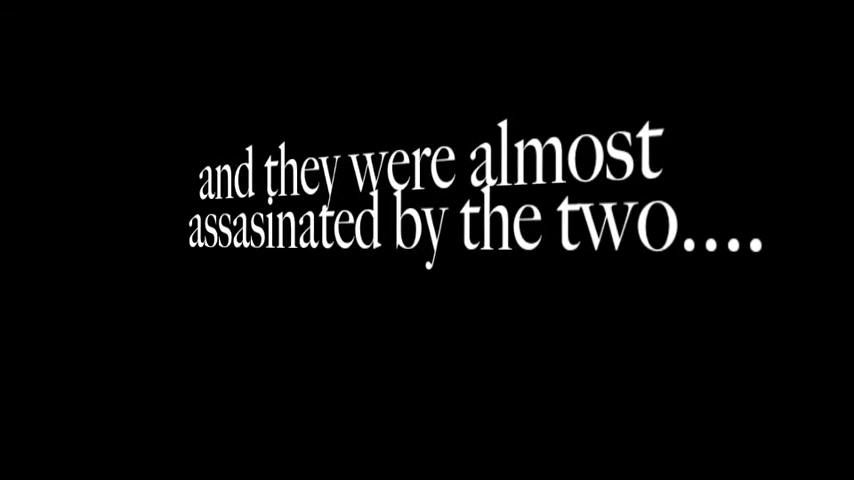 and they were almost
assasinated by the two....